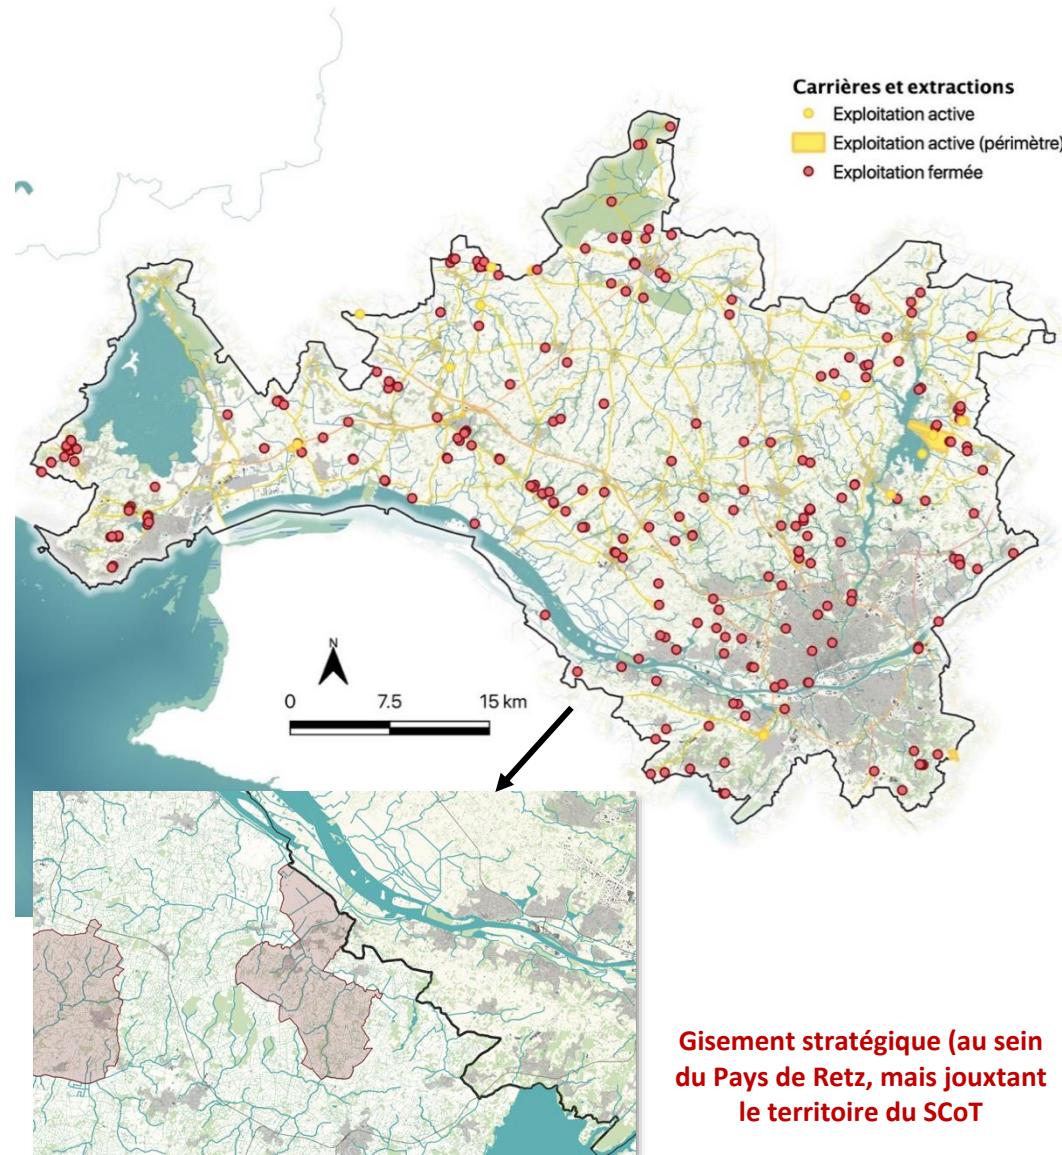 Carrières et extractions
Exploitation active
Exploitation active (périmètre)
Exploitation fermée
N
0 7.5 15 km
Gisement stratégique (au sein
du Pays de Retz, mais jouxtant
le territoire du SCoT